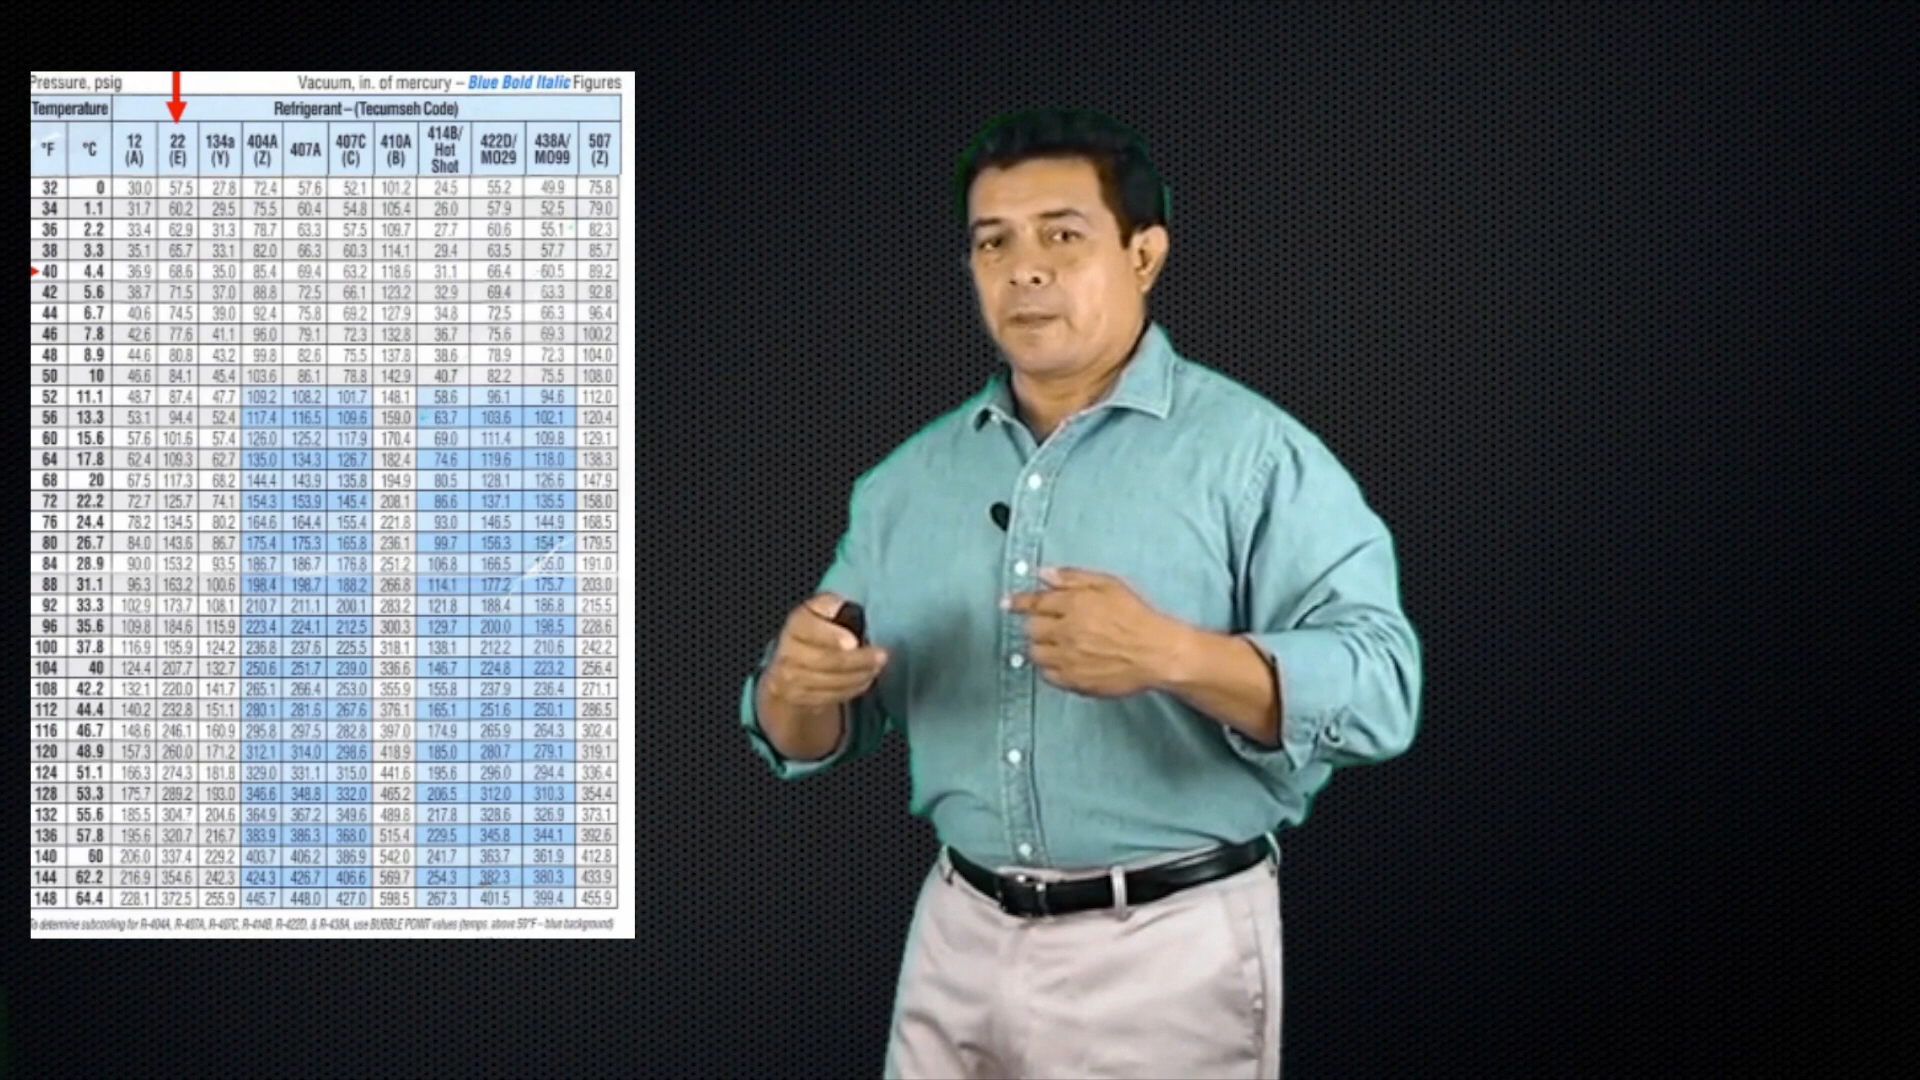 Pressure, psig Vacuum, in. of mercury – Blue Bold Italic Figures
Temperature Refrigerant – (Tecumseh Code)
°F °C 12 (A) 22 (E) 134a (Y) 404A (Z) 407A 407C (C) 410A (B) 414B/ Hot Shot 422D/ MO29 438A/ MO99 507 (Z)
32 0 30.0 57.5 27.8 72.4 57.6 52.1 101.2 24.5 55.2 49.9 75.8
34 1.1 31.7 60.2 29.5 75.5 60.4 54.8 105.4 26.0 57.9 52.5 79.0
36 2.2 33.4 62.9 31.3 78.7 63.3 57.5 109.7 27.7 60.6 55.1 82.3
38 3.3 35.1 65.7 33.1 82.0 66.3 60.3 114.1 29.4 63.5 57.7 85.7
40 4.4 36.9 68.6 35.0 85.4 69.4 63.2 118.6 31.1 66.4 60.5 89.2
42 5.6 38.7 71.5 37.0 88.8 72.5 66.1 123.2 32.9 69.4 63.3 92.8
44 6.7 40.6 74.5 39.0 92.4 75.8 69.2 127.9 34.8 72.5 66.3 96.4
46 7.8 42.6 77.6 41.1 96.0 79.1 72.3 132.8 36.7 75.6 69.3 100.2
48 8.9 44.6 80.8 43.2 99.8 82.6 75.5 137.8 38.6 78.9 72.3 104.0
50 10 46.6 84.1 45.4 103.6 86.1 78.8 142.9 40.7 82.2 75.5 108.0
52 11.1 48.7 87.4 47.7 109.2 108.2 101.7 148.1 58.6 96.1 94.6 112.0
56 13.3 53.1 94.4 52.4 117.4 116.5 109.6 159.0 63.7 103.6 102.1 120.4
60 15.6 57.6 101.6 57.4 126.0 125.2 117.9 170.4 69.0 111.4 109.8 129.1
64 17.8 62.4 109.3 62.7 135.0 134.3 126.7 182.4 74.6 119.6 118.0 138.3
68 20 67.5 117.3 68.2 144.4 143.9 135.8 194.9 80.5 128.1 126.6 147.9
72 22.2 72.7 125.7 74.1 154.3 153.9 145.4 208.1 86.6 137.1 135.5 158.0
76 24.4 78.2 134.5 80.2 164.6 164.4 155.4 221.8 93.0 146.5 144.9 168.5
80 26.7 84.0 143.6 86.7 175.4 175.3 165.8 236.1 99.7 156.3 154.7 179.5
84 28.9 90.0 153.2 93.5 186.7 186.7 176.8 251.2 106.8 166.5 191.0
88 31.1 96.3 163.2 100.6 198.4 198.7 188.2 266.8 114.1 177.2 175.7 203.0
92 33.3 102.9 173.7 108.1 210.7 211.1 200.1 283.2 121.8 188.4 186.8 215.5
96 35.6 109.8 184.6 115.9 223.4 224.1 212.5 300.3 129.7 200.0 198.5 228.6
100 37.8 116.9 195.9 124.2 236.8 237.6 225.5 318.1 138.1 212.2 210.6 242.2
104 40 124.4 207.7 132.7 250.6 251.7 239.0 336.6 146.7 224.8 223.2 256.4
108 42.2 132.1 220.0 141.7 265.1 266.4 253.0 355.9 155.8 237.9 236.4 271.1
112 44.4 140.2 232.8 151.1 280.1 281.6 267.6 376.1 165.1 251.6 250.1 286.5
116 46.7 148.6 246.1 160.9 295.8 297.5 282.8 397.0 174.9 265.9 264.3 302.4
120 48.9 157.3 260.0 171.2 312.1 314.0 298.6 418.9 185.0 280.7 279.1 319.1
124 51.1 166.3 274.3 181.8 329.0 331.1 315.0 441.6 195.6 296.0 294.4 336.4
128 53.3 175.7 289.2 193.0 346.6 348.8 332.0 465.2 206.5 312.0 310.3 354.4
132 55.6 185.5 304.7 204.6 364.9 367.2 349.6 489.8 217.8 328.6 326.9 373.1
136 57.8 195.6 320.7 216.7 383.9 386.3 368.0 515.4 229.5 345.8 344.1 392.6
140 60 206.0 337.4 229.2 403.7 406.2 386.9 542.0 241.7 363.7 361.9 412.8
144 62.2 216.9 354.6 242.3 424.3 426.7 406.6 569.7 254.3 382.3 380.3 433.9
148 64.4 228.1 372.5 255.9 445.7 448.0 427.0 598.5 267.3 401.5 399.4 455.9
To determine subcooling for R-404A, R-407A, R-407C, R-414B, R-422D, & R-438A, use BUBBLE POINT values (temps. above 50°F – blue background)